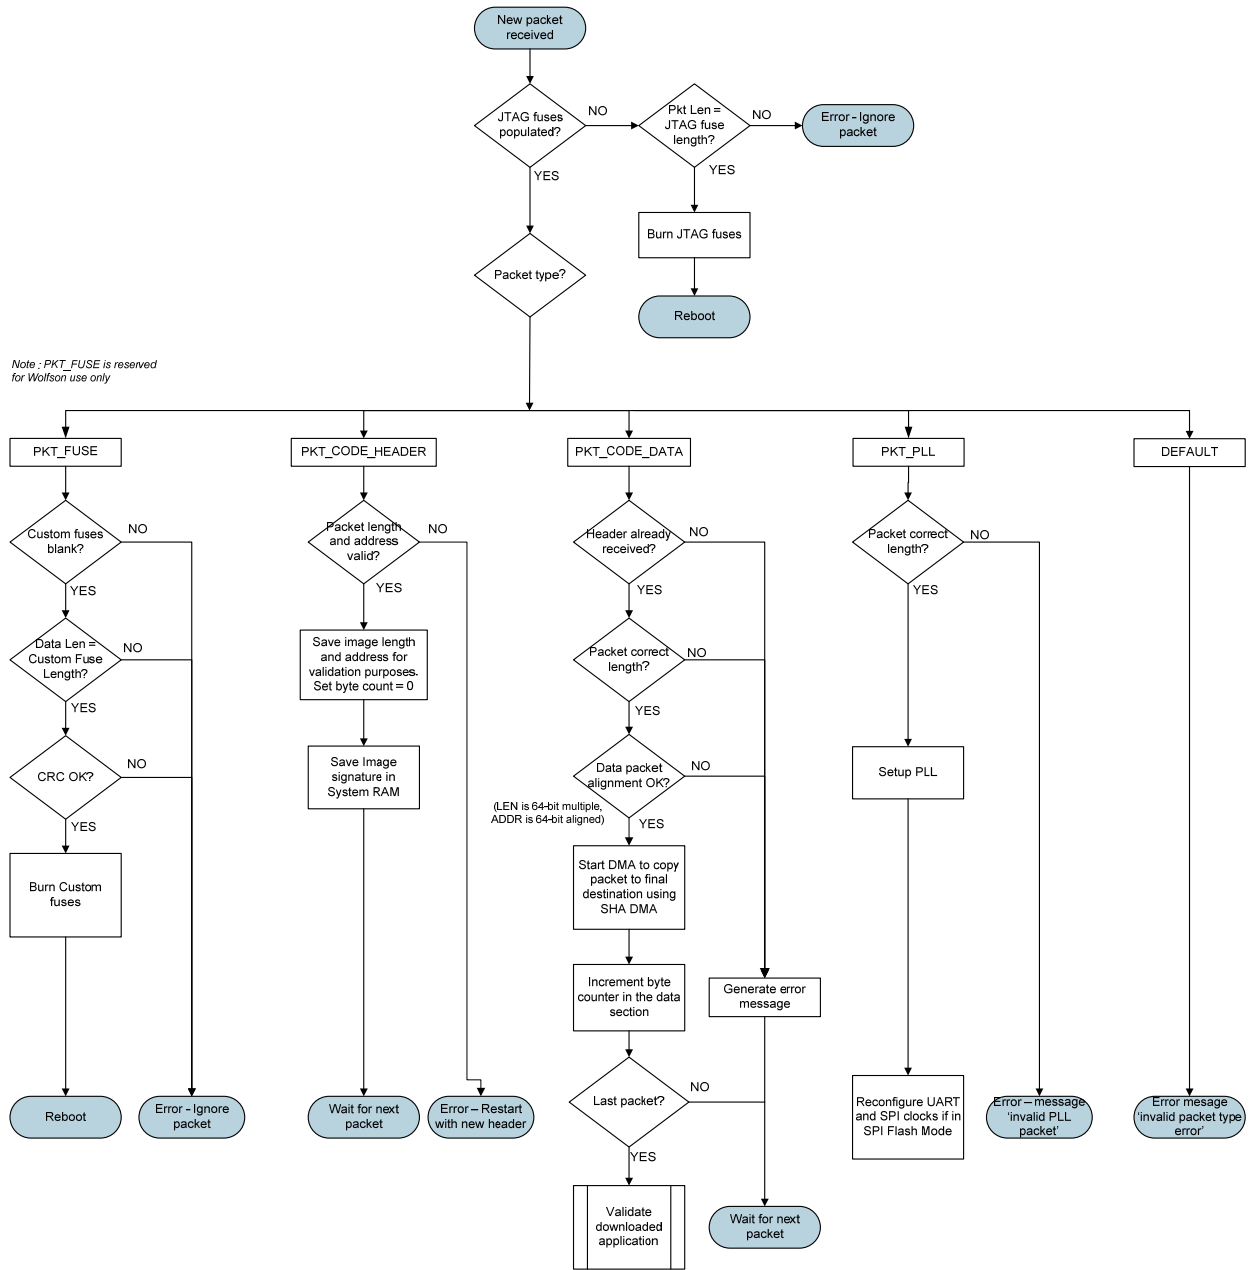 New packet
received
JTAG fuses
populated?
NO
Pkt Len =
JTAG fuse
length?
NO
Error - Ignore
packet
YES
YES
Burn JTAG fuses
Packet type?
Reboot
Note : PKT_FUSE is reserved
for Wolfson use only
PKT_FUSE
PKT_CODE_HEADER
PKT_CODE_DATA
PKT_PLL
DEFAULT
Custom fuses
blank?
NO
YES
Data Len =
Custom Fuse
Length?
NO
YES
CRC OK?
NO
YES
Burn Custom
fuses
Reboot
Error - Ignore
packet
Packet length
and address
valid?
NO
YES
Save image length
and address for
validation purposes.
Set byte count = 0
Save Image
signature in
System RAM
Wait for next
packet
Error – Restart
with new header
Header already
received?
NO
YES
Packet correct
length?
NO
YES
Data packet
alignment OK?
NO
(LEN is 64-bit multiple,
ADDR is 64-bit aligned)
YES
Start DMA to copy
packet to final
destination using
SHA DMA
Increment byte
counter in the data
section
Generate error
message
Last packet?
NO
YES
Validate
downloaded
application
Wait for next
packet
Packet correct
length?
NO
YES
Setup PLL
Reconfigure UART
and SPI clocks if in
SPI Flash Mode
Error – message
‘invalid PLL
packet’
Error mesage
‘invalid packet type
error’